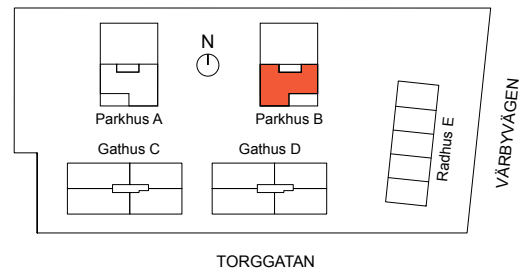 N
Parkhus A
Parkhus B
Gathus C
Gathus D
Radhus E
VÄRBYVÄGEN
TORGGATAN